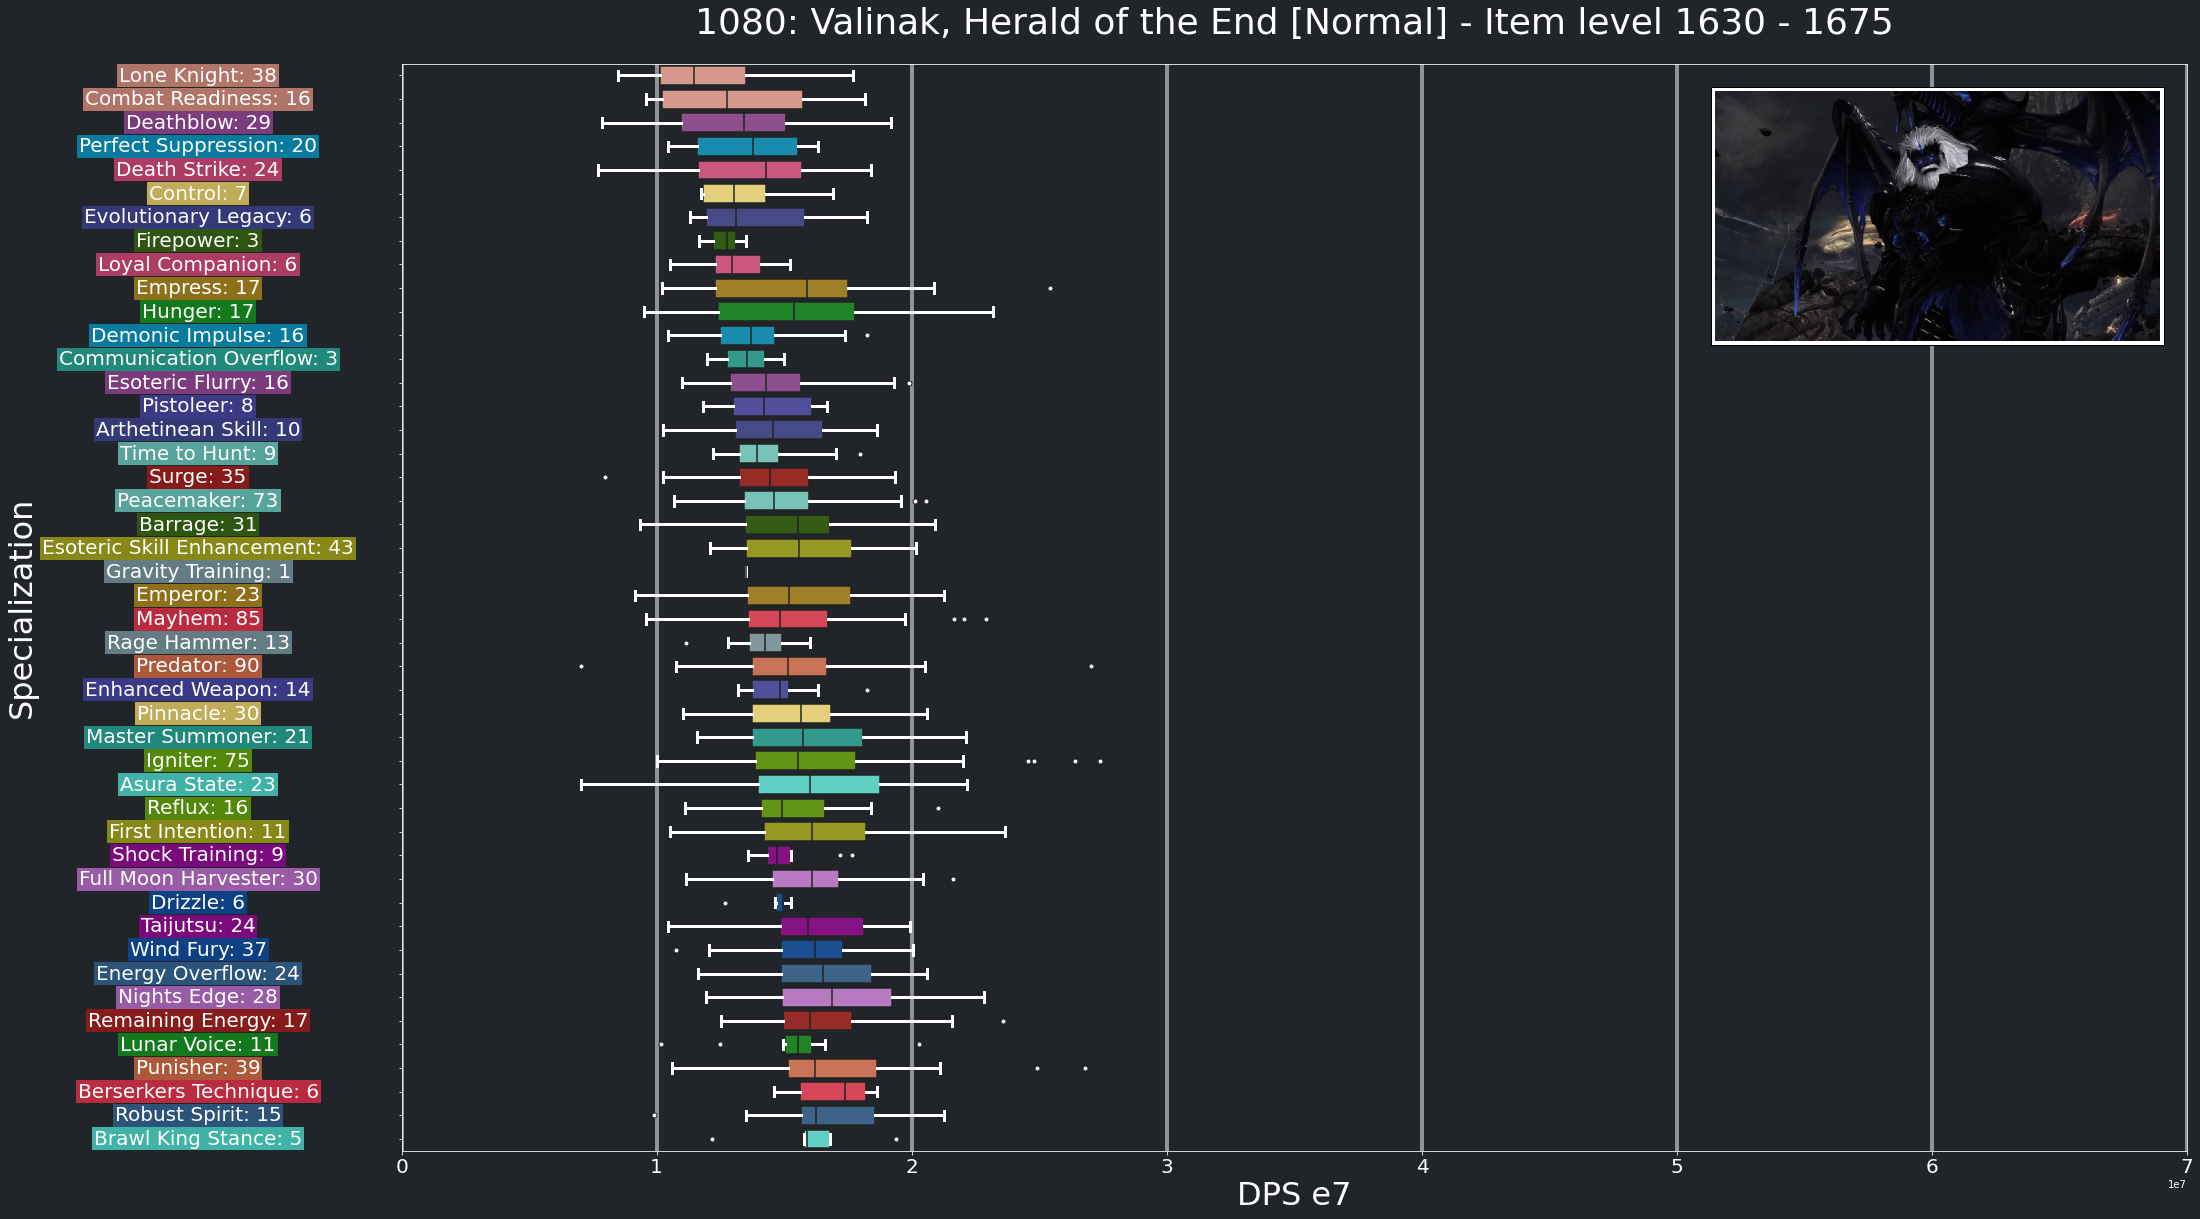 1080: Valinak, Herald of the End [Normal] - Item level 1630 - 1675
Specialization
Lone Knight: 38
Combat Readiness: 16
Deathblow: 29
Perfect Suppression: 20
Death Strike: 24
Control: 7
Evolutionary Legacy: 6
Firepower: 3
Loyal Companion: 6
Empress: 17
Hunger: 17
Demonic Impulse: 16
Communication Overflow: 3
Esoteric Flurry: 16
Pistoleer: 8
Arthetinean Skill: 10
Time to Hunt: 9
Surge: 35
Peacemaker: 73
Barrage: 31
Esoteric Skill Enhancement: 43
Gravity Training: 1
Emperor: 23
Mayhem: 85
Rage Hammer: 13
Predator: 90
Enhanced Weapon: 14
Pinnacle: 30
Master Summoner: 21
Igniter: 75
Asura State: 23
Reflux: 16
First Intention: 11
Shock Training: 9
Full Moon Harvester: 30
Drizzle: 6
Taijutsu: 24
Wind Fury: 37
Energy Overflow: 24
Nights Edge: 28
Remaining Energy: 17
Lunar Voice: 11
Punisher: 39
Berserkers Technique: 6
Robust Spirit: 15
Brawl King Stance: 5
0 1 2 3 4 5 6 7
1e7
DPS e7